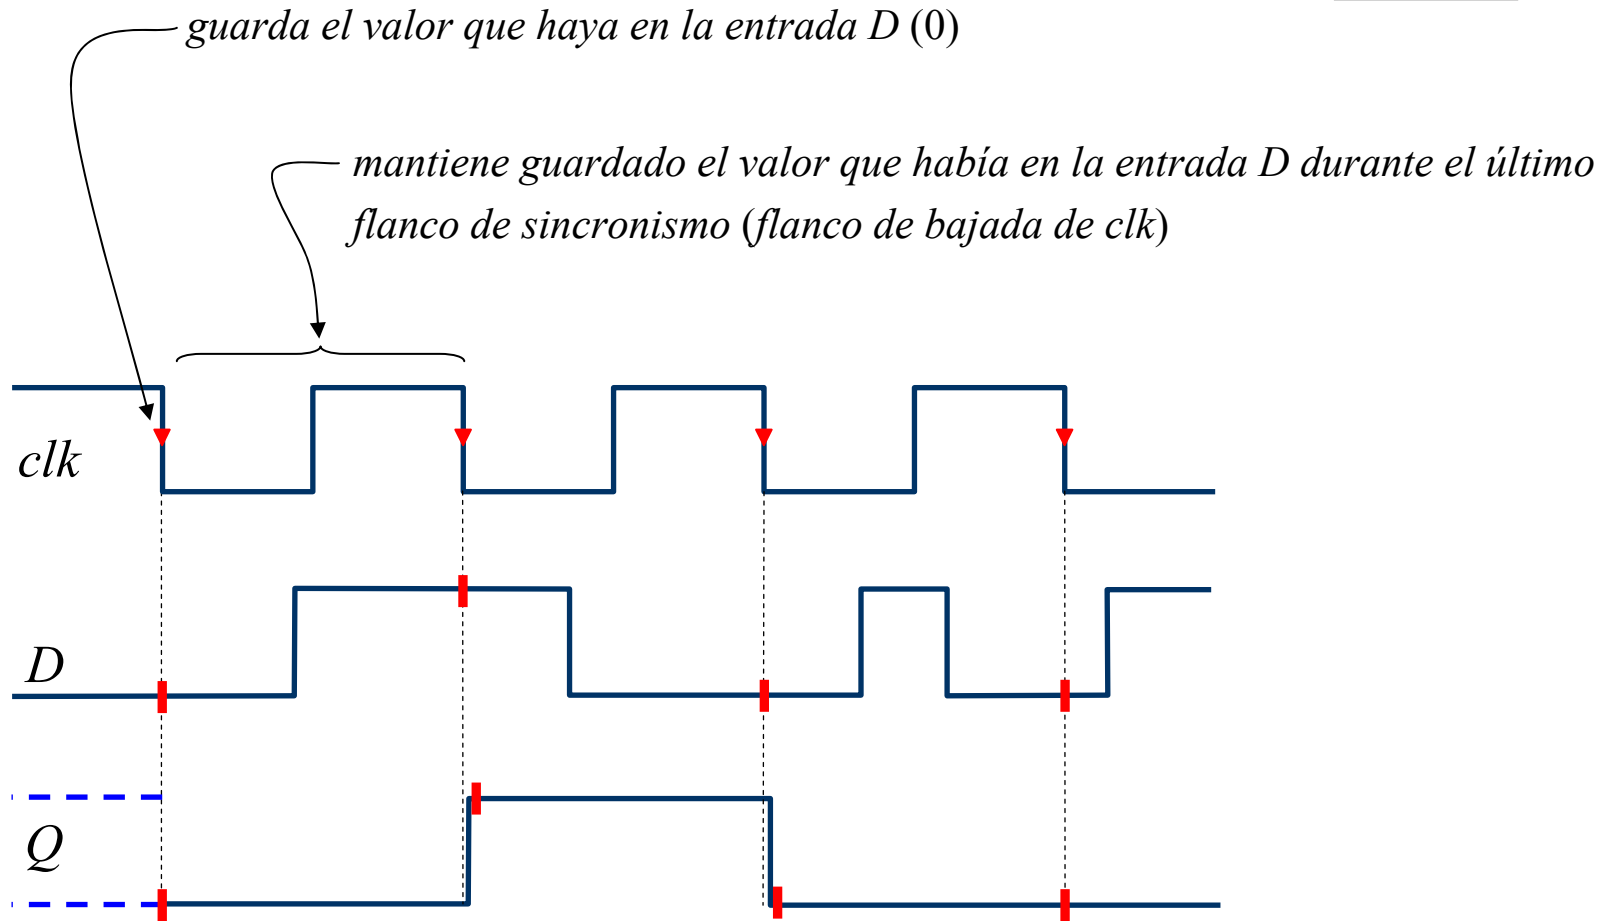 guarda el valor que haya en la entrada D (0)
mantiene guardado el valor que había en la entrada D durante el último
flanco de sincronismo (flanco de bajada de clk)
clk
D
Q